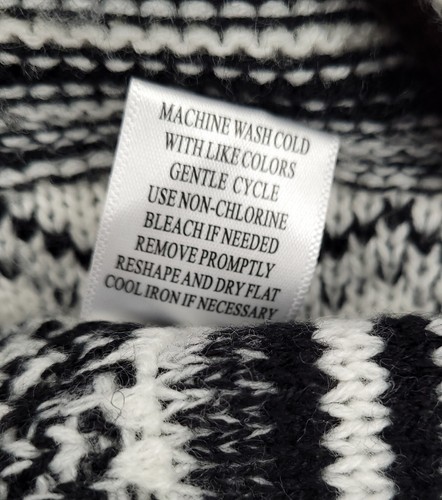 MACHINE WASH COLD
WITH LIKE COLORS
GENTLE CYCLE
USE NON-CHLORINE
BLEACH IF NEEDED
REMOVE PROMPTLY
RESHAPE AND DRY FLAT
COOL IRON IF NECESSARY